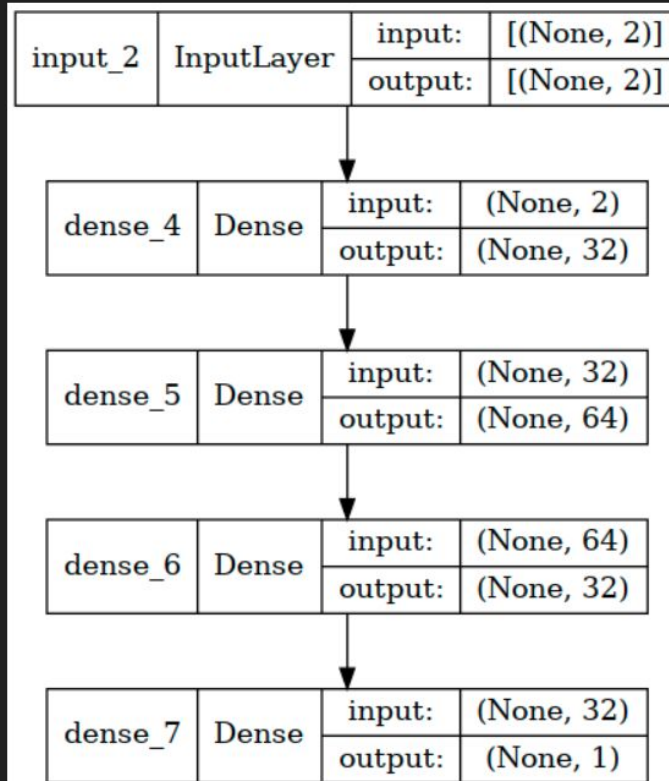 input_2 InputLayer input: [(None, 2)]
output: [(None, 2)]
dense_4 Dense input: (None, 2)
output: (None, 32)
dense_5 Dense input: (None, 32)
output: (None, 64)
dense_6 Dense input: (None, 64)
output: (None, 32)
dense_7 Dense input: (None, 32)
output: (None, 1)